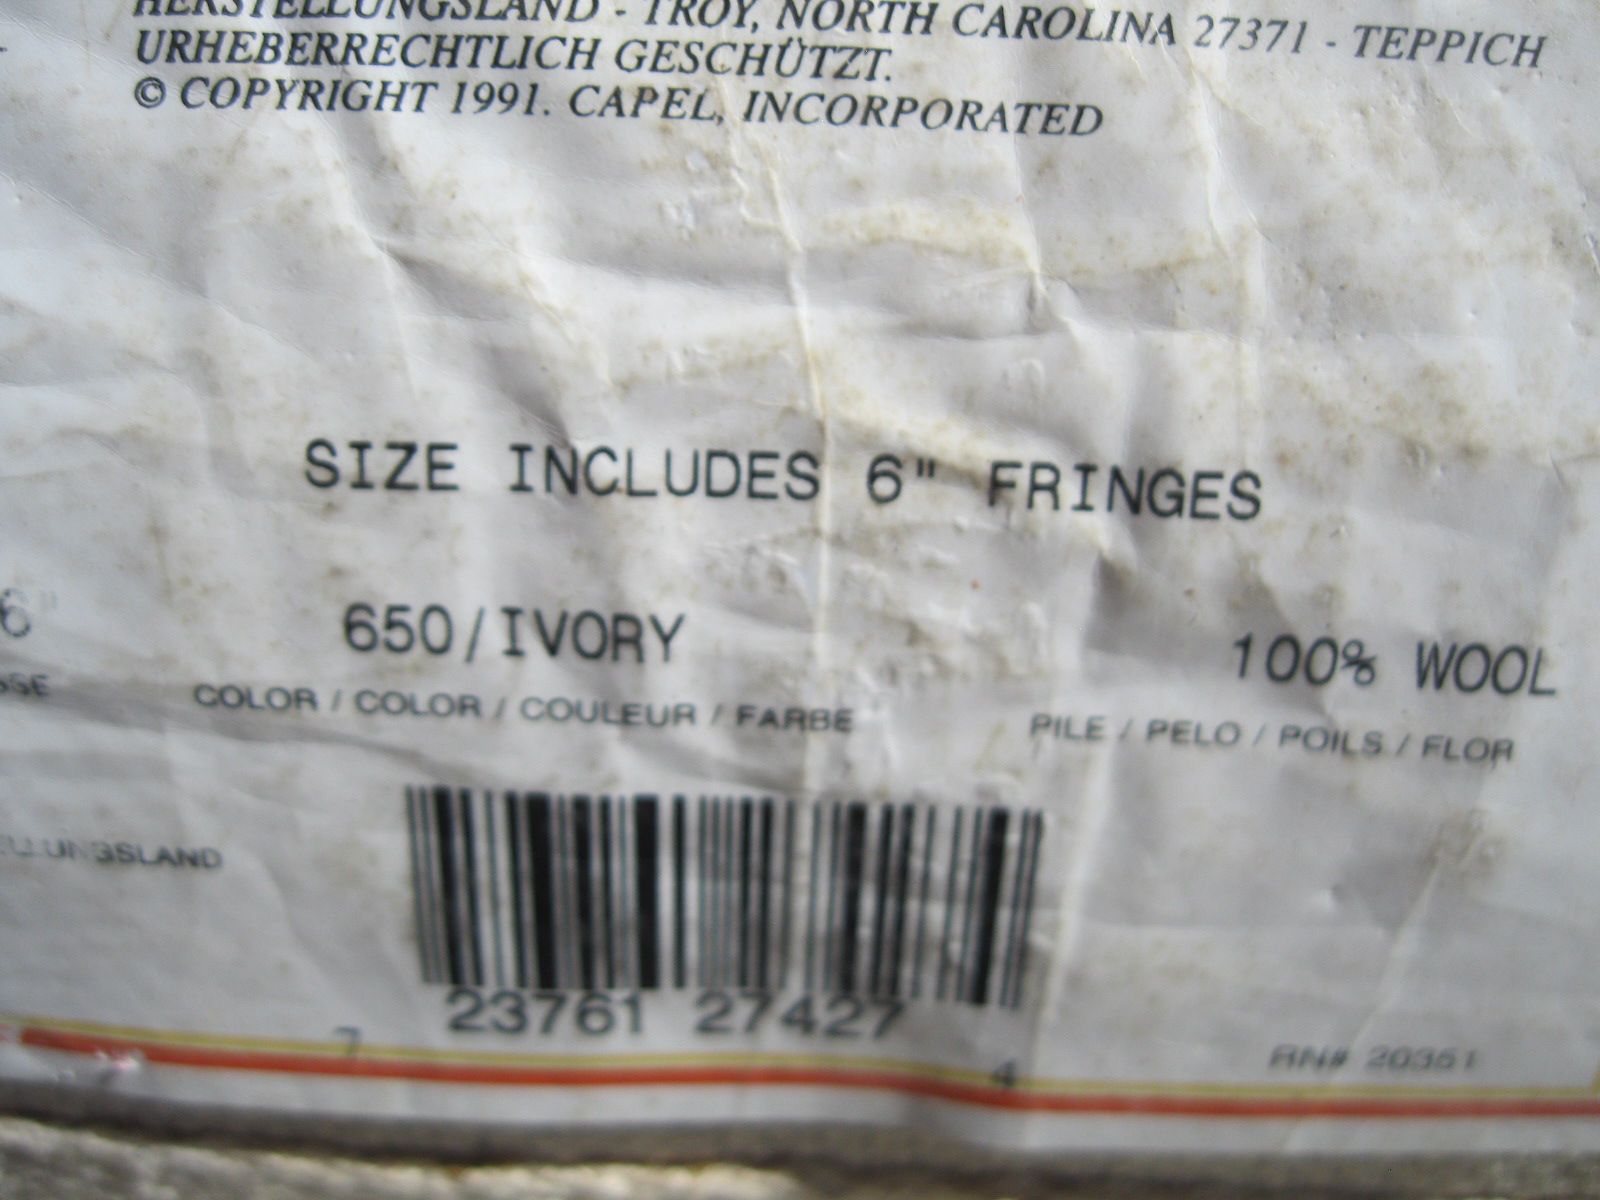 HERSTELLUNGSLAND - TROY, NORTH CAROLINA 27371 - TEPPICH
URHEBERRECHTLICH GESCHÜTZT.
© COPYRIGHT 1991. CAPEL, INCORPORATED
SIZE INCLUDES 6" FRINGES
6" 650/IVORY 100% WOOL
COLOR / COLOR / COULEUR / FARBE PILE / PELO / POILS / FLOR
7 23761 27427 4
RN# 20351